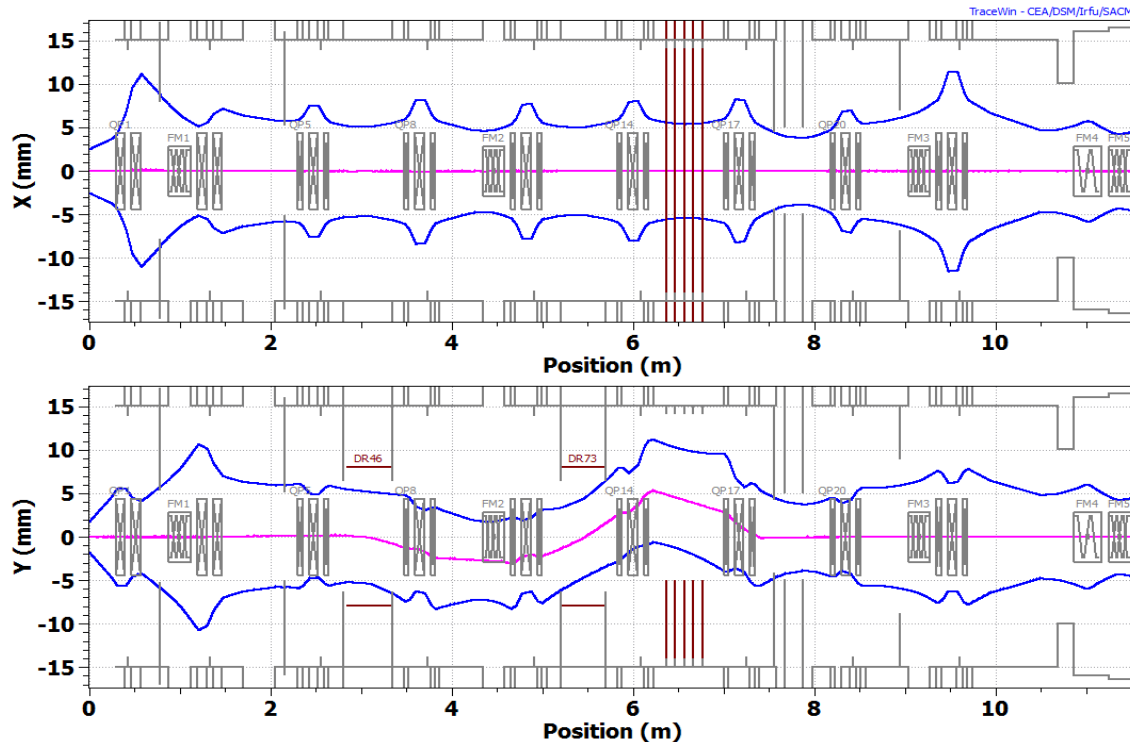 TraceWin - CEA/DSM/Irfu/SACM
X (mm)
15
10
5
0
-5
-10
-15
QP1
FM1
QP5
QP8
FM2
QP14
QP17
QP20
FM3
FM4
FM5
0
2
4
6
8
10
Position (m)
Y (mm)
15
10
5
0
-5
-10
-15
DR46
DR73
FM1
QP5
QP8
FM2
QP14
QP17
QP20
FM3
FM4
FM5
0
2
4
6
8
10
Position (m)